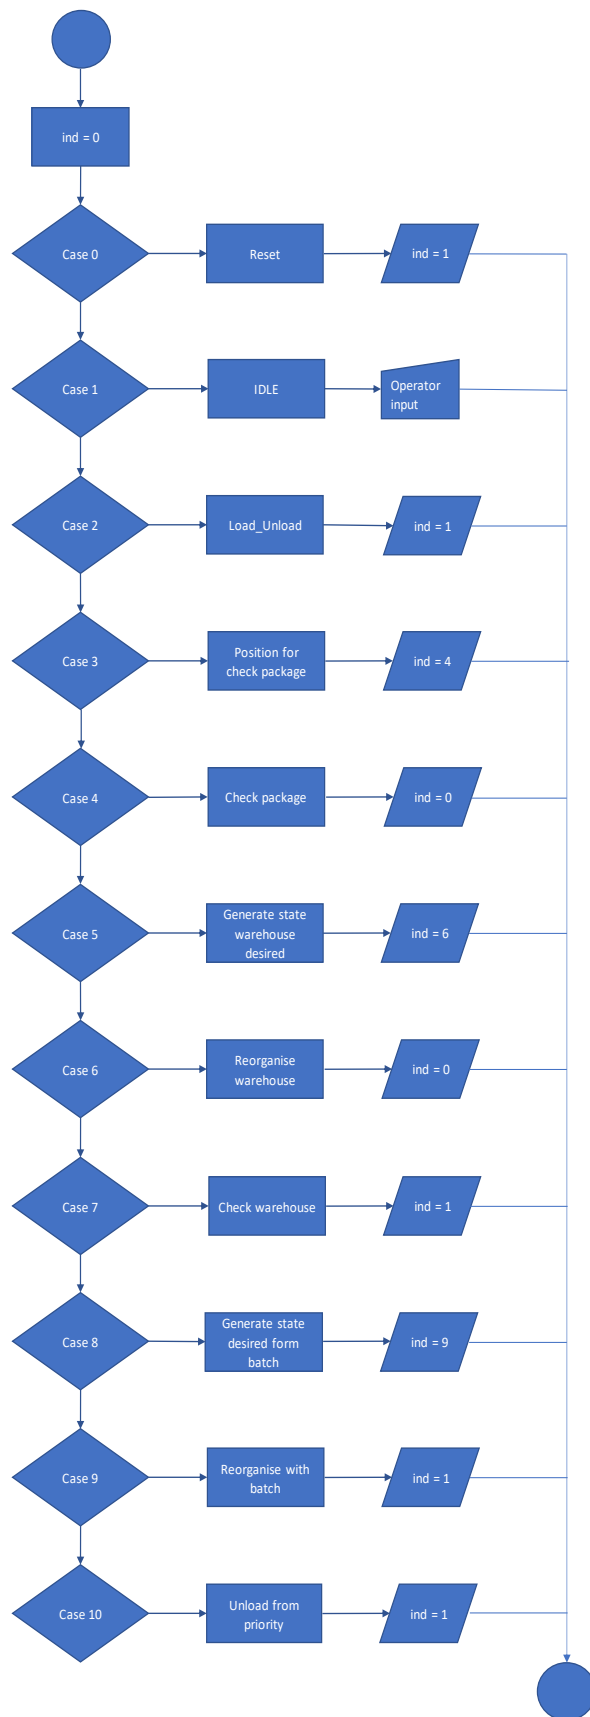 ind = 0
Case 0
Reset
ind = 1
Case 1
IDLE
Operator
input
Case 2
Load_Unload
ind = 1
Case 3
Position for
check package
ind = 4
Case 4
Check package
ind = 0
Case 5
Generate state
warehouse
desired
ind = 6
Case 6
Reorganise
warehouse
ind = 0
Case 7
Check warehouse
ind = 1
Case 8
Generate state
desired form
batch
ind = 9
Case 9
Reorganise with
batch
ind = 1
Case 10
Unload from
priority
ind = 1